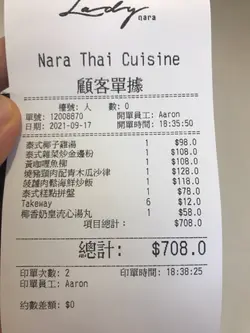 Lady nara
Nara Thai Cuisine
顧客單據
檯號: 人 數: 0
單號: 12008870 開單員工: Aaron
日期: 2021-09-17 開單時間: 18:35:50
泰式椰子雞湯 1 $98.0
泰式雜菜炒金邊粉 1 $108.0
黃咖喱魚柳 1 $108.0
燒豬頸肉配青木瓜沙律 1 $128.0
菠蘿肉鬆海鮮炒飯 1 $118.0
泰式糕點拼盤 1 $78.0
Takeway 6 $12.0
椰香奶皇流心湯丸 1 $58.0
項目總計: $708.0
總計: $708.0
印單次數: 2 印單時間: 18:38:25
印單員工: Aaron
約數差額: $0